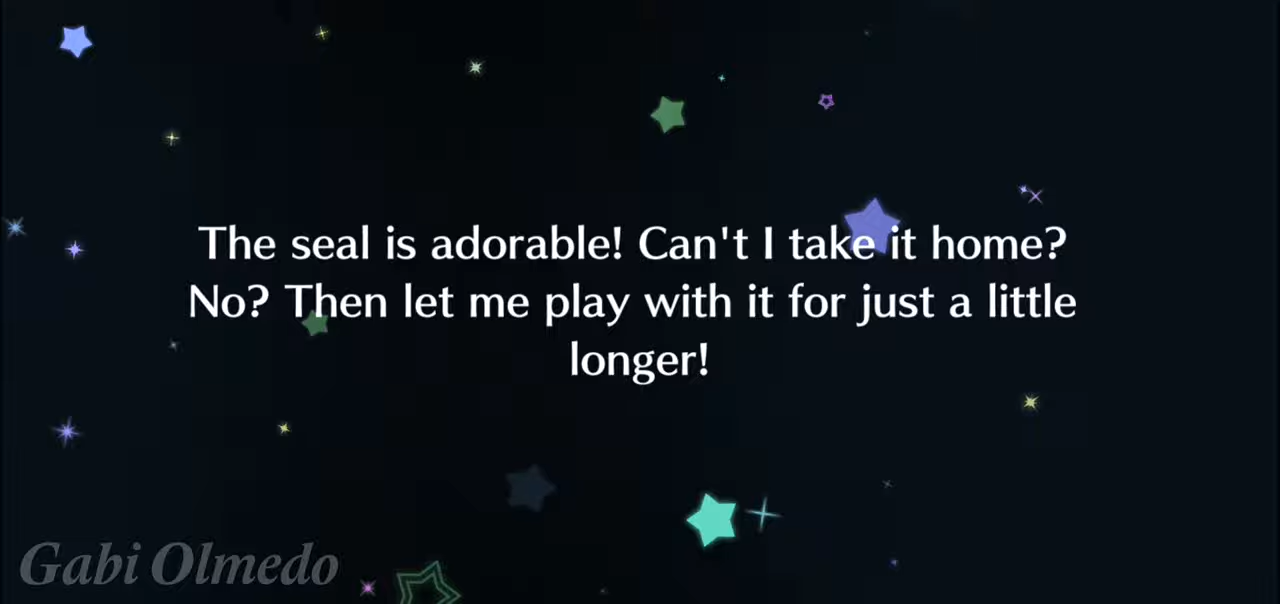 The seal is adorable! Can't I take it home?
No? Then let me play with it for just a little
longer!
Gabi Olmedo